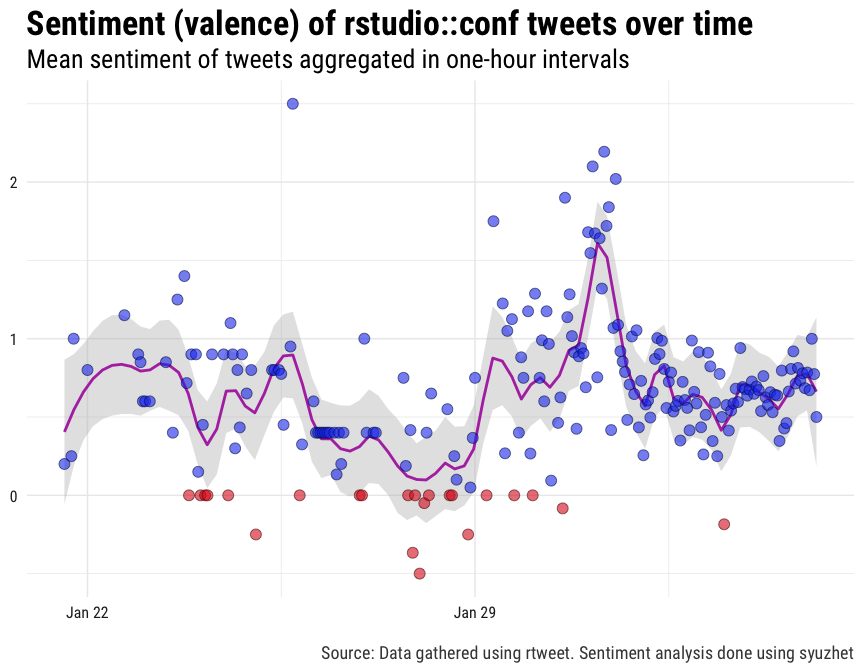 Sentiment (valence) of rstudio::conf tweets over time
Mean sentiment of tweets aggregated in one-hour intervals
2
1
0
Jan 22
Jan 29
Source: Data gathered using rtweet. Sentiment analysis done using syuzhet